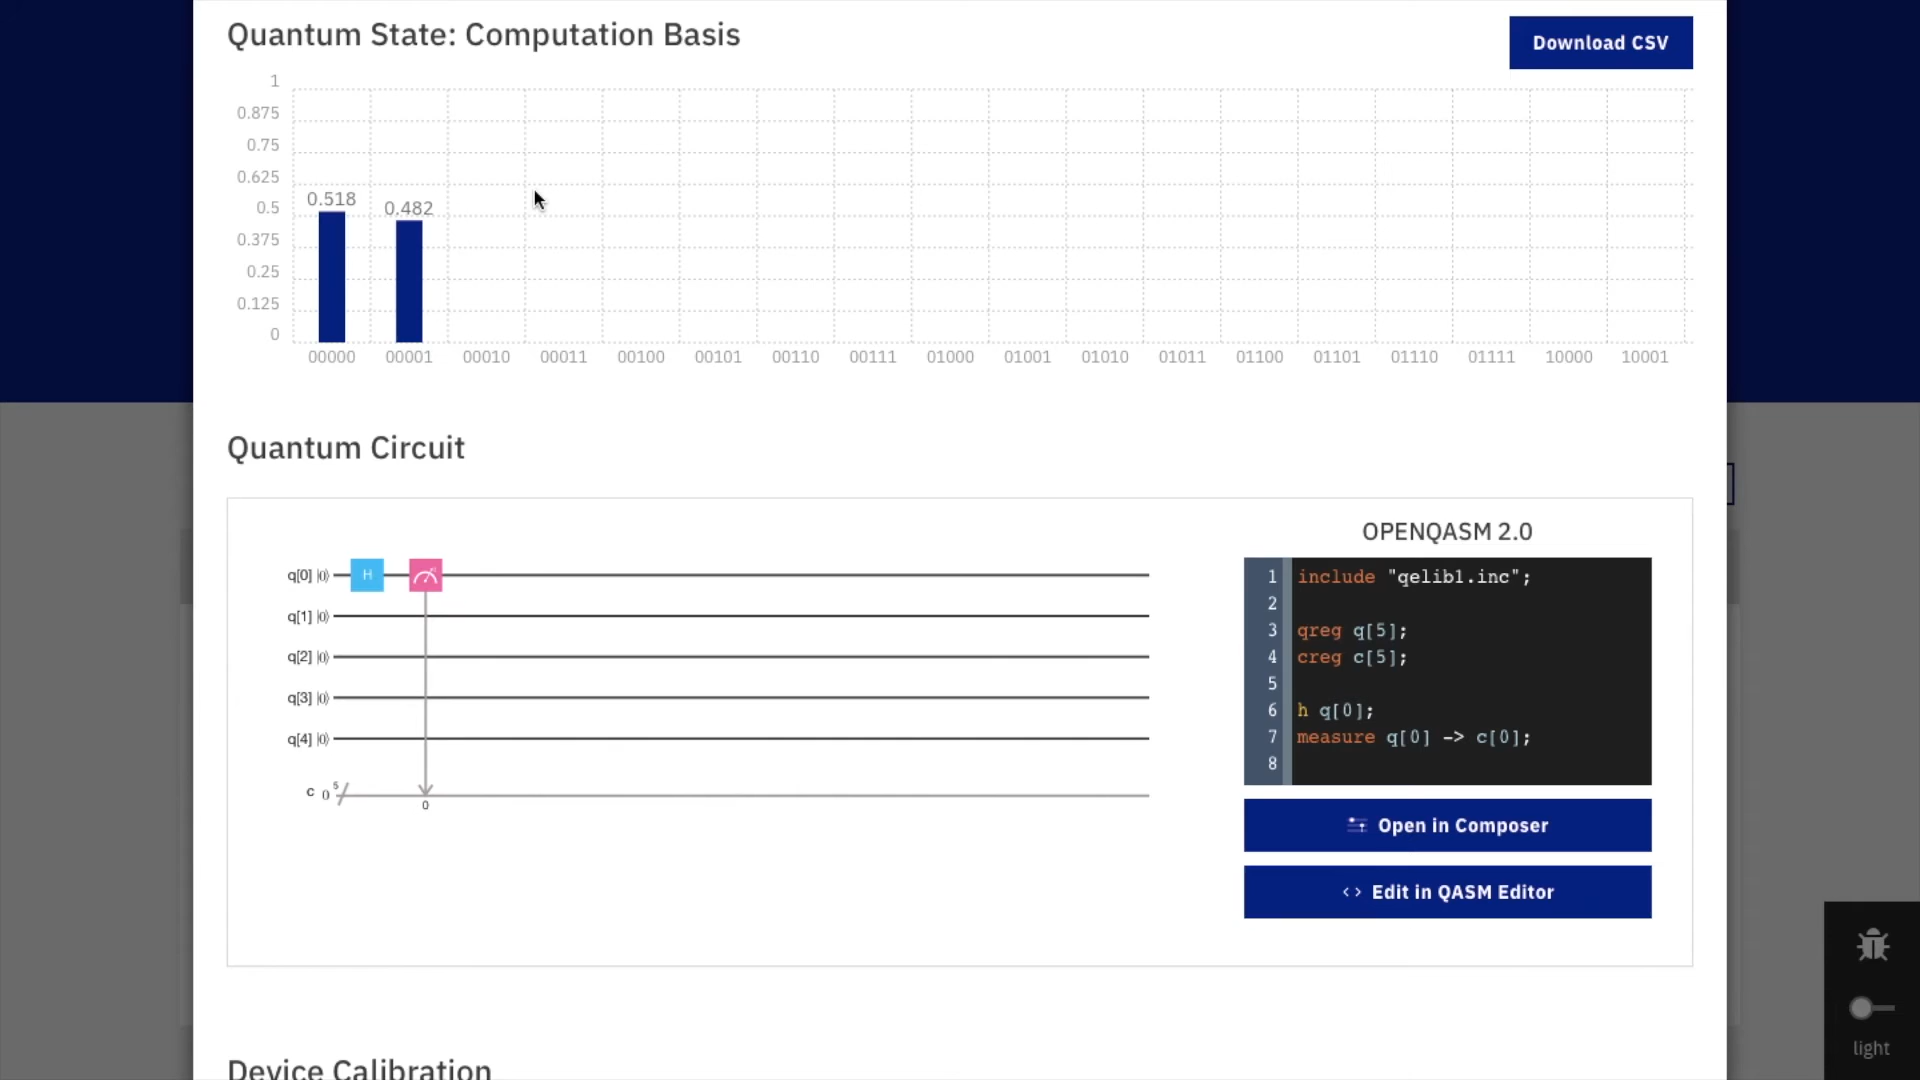 Quantum State: Computation Basis
Download CSV
1
0.875
0.75
0.625
0.5
0.375
0.25
0.125
0
0.518
0.482
00000 00001 00010 00011 00100 00101 00110 00111 01000 01001 01010 01011 01100 01101 01110 01111 10000 10001
Quantum Circuit
q[0] |0⟩ H
q[1] |0⟩
q[2] |0⟩
q[3] |0⟩
q[4] |0⟩
c 0 5
0
OPENQASM 2.0
1 include "qelib1.inc";
2
3 qreg q[5];
4 creg c[5];
5
6 h q[0];
7 measure q[0] -> c[0];
8
Open in Composer
<> Edit in QASM Editor
Device Calibration
light